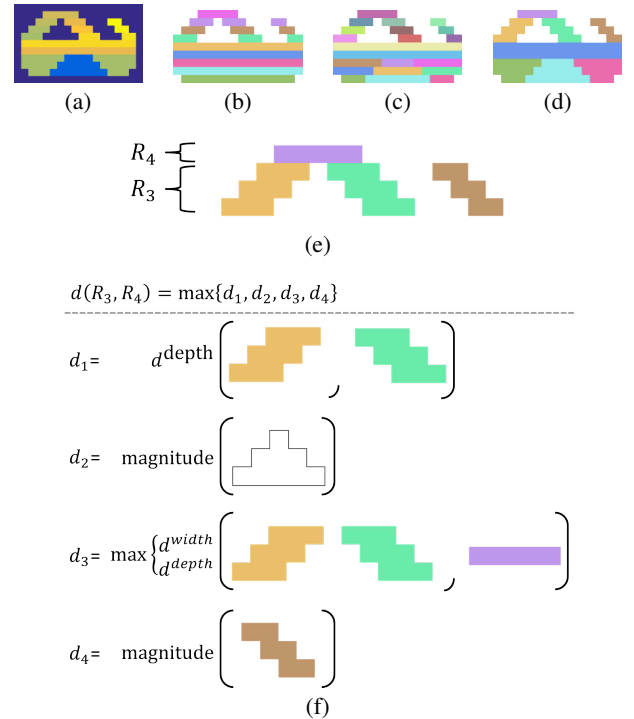 (a) (b) (c) (d)
R₄
R₃
(e)
d(R₃, R₄) = max{d₁, d₂, d₃, d₄}
d₁= d^depth ( , )
d₂= magnitude ( )
d₃= max { d^width d^depth ( , )
d₄= magnitude ( )
(f)